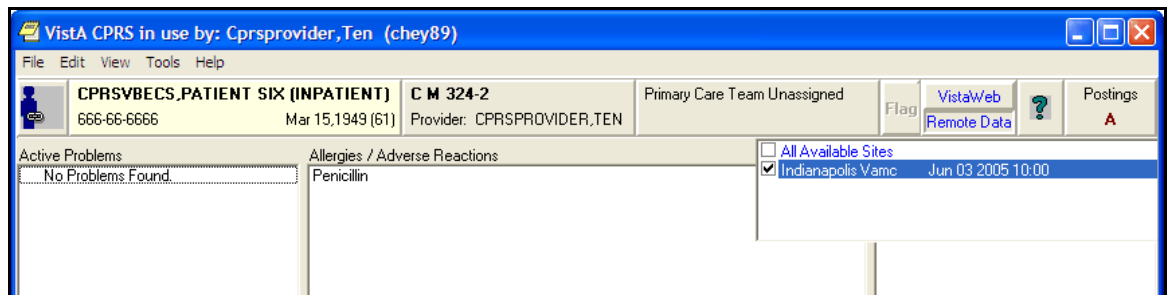 VistA CPRS in use by: Cprsprovider,Ten (chey89)
File Edit View Tools Help
CPRSVBECS,PATIENT SIX (INPATIENT) C M 324-2 Primary Care Team Unassigned Flag VistaWeb ? Postings
666-66-6666 Mar 15,1949 (61) Provider: CPRSPROVIDER,TEN Remote Data A
Active Problems Allergies / Adverse Reactions All Available Sites
No Problems Found. Penicillin Indianapolis Vamc Jun 03 2005 10:00